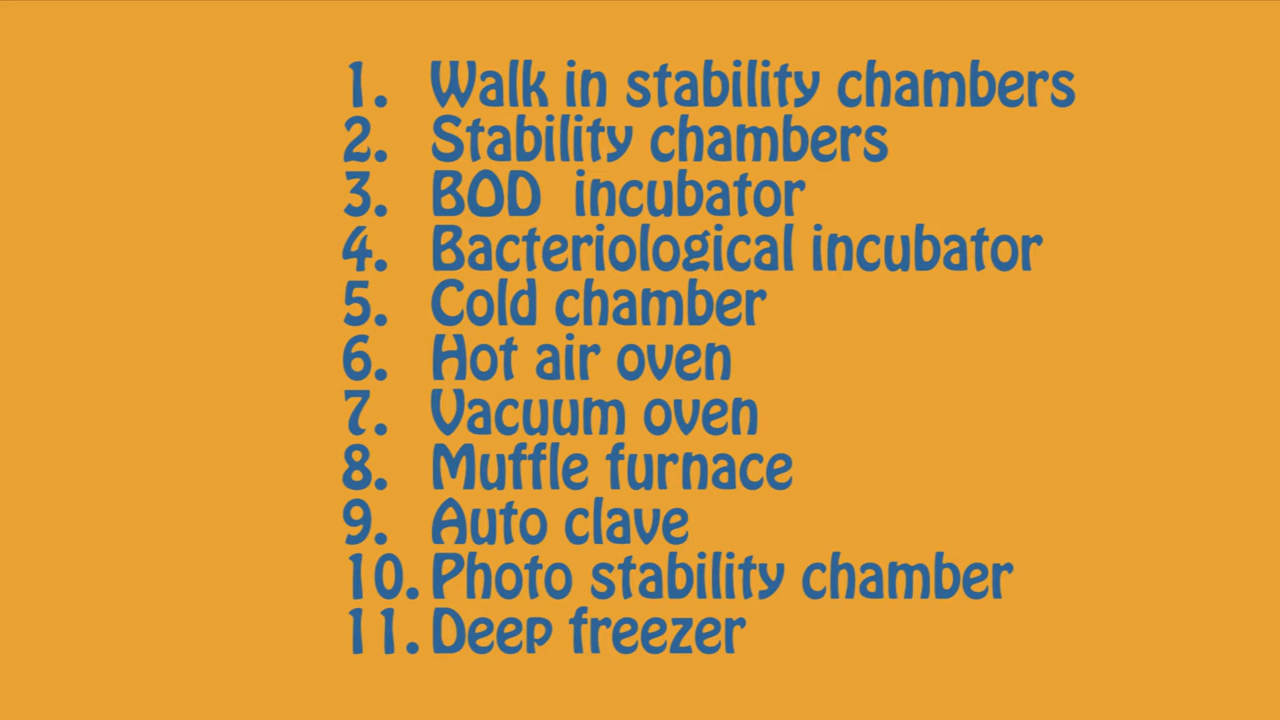 1. Walk in stability chambers
2. Stability chambers
3. BOD incubator
4. Bacteriological incubator
5. Cold chamber
6. Hot air oven
7. Vacuum oven
8. Muffle furnace
9. Auto clave
10. Photo stability chamber
11. Deep freezer